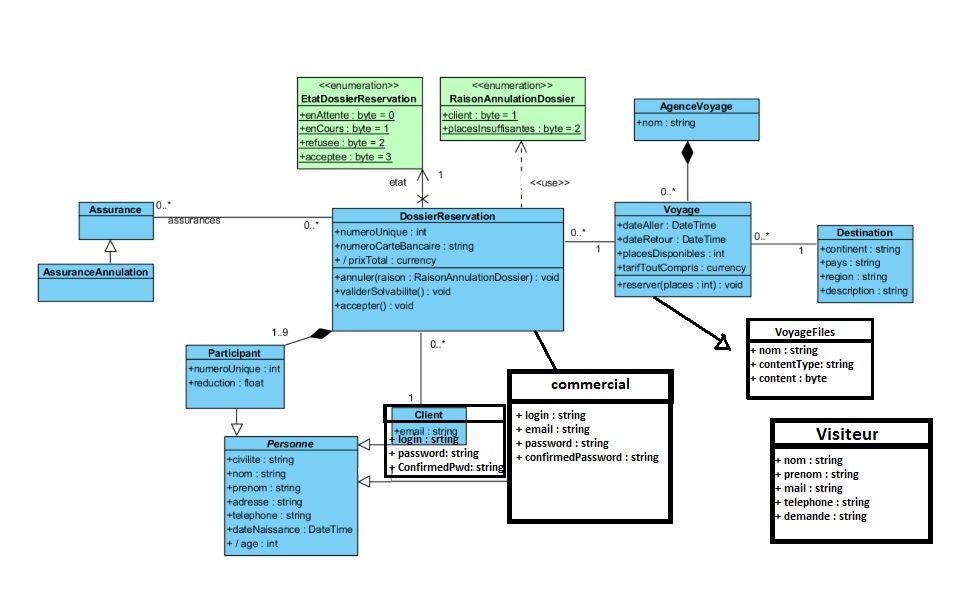 <<enumeration>>
EtatDossierReservation
+enAttente : byte = 0
+enCours : byte = 1
+refusee : byte = 2
+acceptee : byte = 3
<<enumeration>>
RaisonAnnulationDossier
+client : byte = 1
+placesInsuffisantes : byte = 2
AgenceVoyage
+nom : string
etat
1
<<use>>
0..*
Assurance
0..*
assurances
0..*
AssuranceAnnulation
DossierReservation
+numeroUnique : int
+numeroCarteBancaire : string
+ / prixTotal : currency
+annuler(raison : RaisonAnnulationDossier) : void
+validerSolvabilite() : void
+accepter() : void
0..*
1
Voyage
+dateAller : DateTime
+dateRetour : DateTime
+placesDisponibles : int
+tarifToutCompris : currency
+reserver(places : int) : void
0..*
1
Destination
+continent : string
+pays : string
+region : string
+description : string
1..9
0..*
1
Participant
+numeroUnique : int
+reduction : float
VoyageFiles
+ nom : string
+ contentType: string
+ content : byte
commercial
+ login : string
+ email : string
+ password : string
+ confirmedPassword : string
Client
+email : string
+ login : srting
+ password: string
+ ConfirmedPwd: string
Visiteur
+ nom : string
+ prenom : string
+ mail : string
+ telephone : string
+ demande : string
Personne
+civilite : string
+nom : string
+prenom : string
+adresse : string
+telephone : string
+dateNaissance : DateTime
+ / age : int